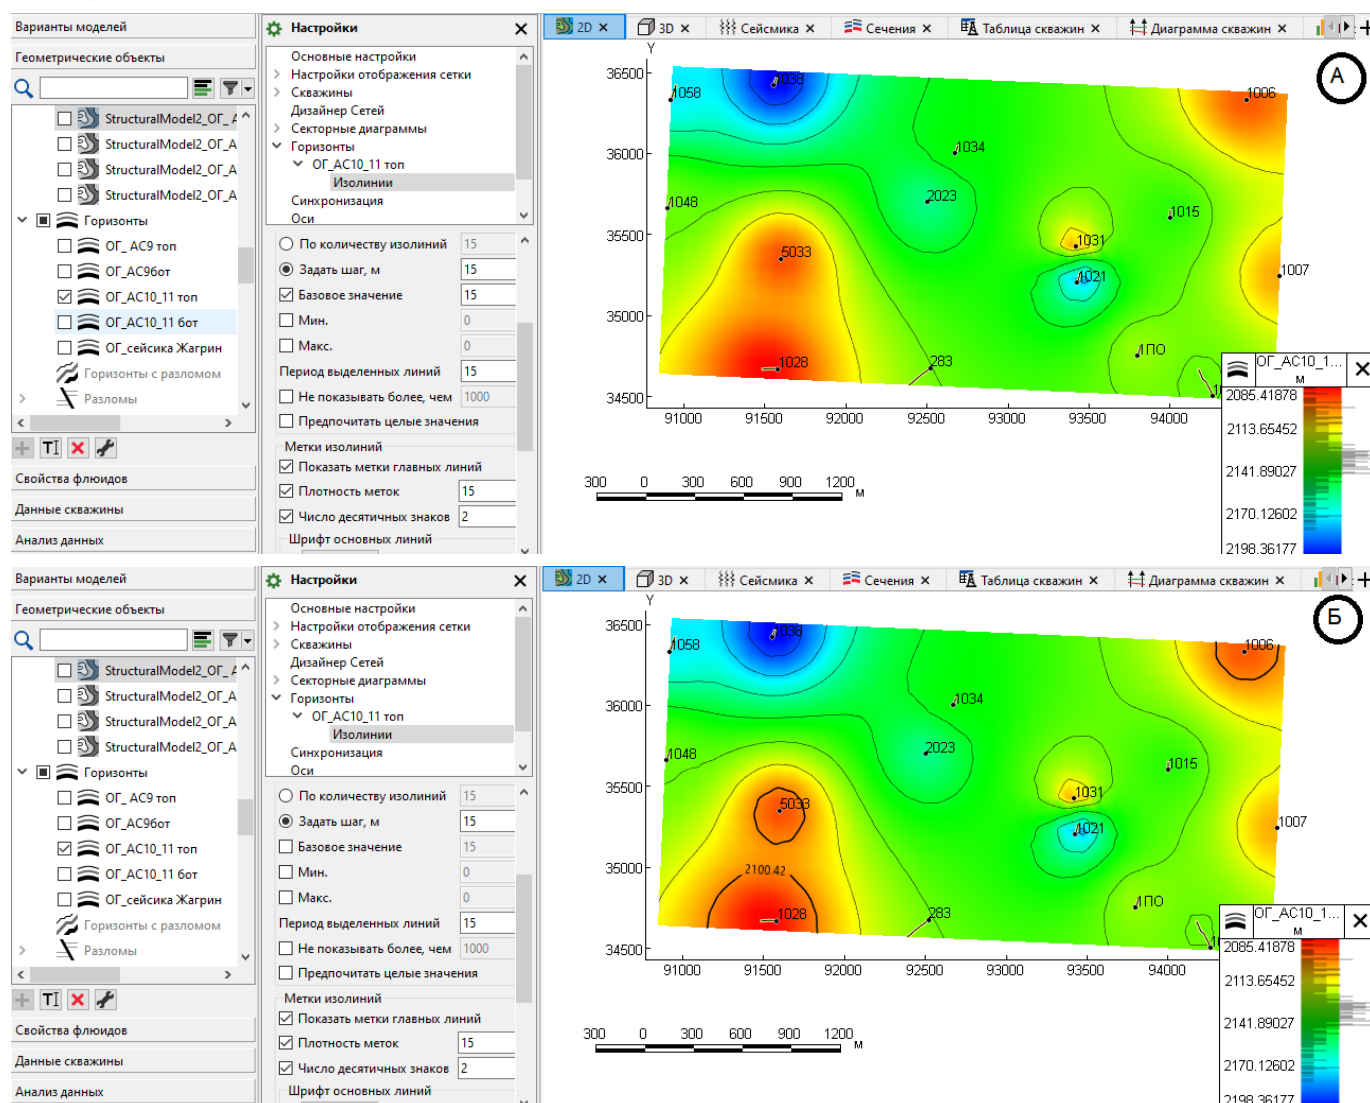 Варианты моделей
Геометрические объекты
StructuralModel2_ОГ_ А
StructuralModel2_ОГ_А
StructuralModel2_ОГ_А
StructuralModel2_ОГ_А
Горизонты
ОГ_ АС9 топ
ОГ_АС9бот
ОГ_АС10_11 топ
ОГ_АС10_11 бот
ОГ_сейсика Жагрин
Горизонты с разломом
Разломы
Свойства флюидов
Данные скважины
Анализ данных
Настройки
Основные настройки
Настройки отображения сетки
Скважины
Дизайнер Сетей
Секторные диаграммы
Горизонты
ОГ_АС10_11 топ
Изолинии
Синхронизация
Оси
По количеству изолиний 15
Задать шаг, м 15
Базовое значение 15
Мин. 0
Макс. 0
Период выделенных линий 15
Не показывать более, чем 1000
Предпочитать целые значения
Метки изолиний
Показать метки главных линий
Плотность меток 15
Число десятичных знаков 2
Шрифт основных линий
2D 3D Сейсмика Сечения Таблица скважин Диаграмма скважин
А
Y
36500
36000
35500
35000
34500
91000 91500 92000 92500 93000 93500 94000
1058
1038
1006
1034
1048
2023
1015
5033
1031
1021
1007
1028
283
1ПО
300 0 300 600 900 1200 м
ОГ_АС10_1...
м
2085.41878
2113.65452
2141.89027
2170.12602
2198.36177
Варианты моделей
Геометрические объекты
StructuralModel2_ОГ_ А
StructuralModel2_ОГ_А
StructuralModel2_ОГ_А
StructuralModel2_ОГ_А
Горизонты
ОГ_ АС9 топ
ОГ_АС9бот
ОГ_АС10_11 топ
ОГ_АС10_11 бот
ОГ_сейсика Жагрин
Горизонты с разломом
Разломы
Свойства флюидов
Данные скважины
Анализ данных
Настройки
Основные настройки
Настройки отображения сетки
Скважины
Дизайнер Сетей
Секторные диаграммы
Горизонты
ОГ_АС10_11 топ
Изолинии
Синхронизация
Оси
По количеству изолиний 15
Задать шаг, м 15
Базовое значение 15
Мин. 0
Макс. 0
Период выделенных линий 15
Не показывать более, чем 1000
Предпочитать целые значения
Метки изолиний
Показать метки главных линий
Плотность меток 15
Число десятичных знаков 2
Шрифт основных линий
2D 3D Сейсмика Сечения Таблица скважин Диаграмма скважин
Б
Y
36500
36000
35500
35000
34500
91000 91500 92000 92500 93000 93500 94000
1058
1038
1006
1034
1048
2023
1015
5033
1031
1021
1007
2100.42
1028
283
1ПО
300 0 300 600 900 1200 м
ОГ_АС10_1...
м
2085.41878
2113.65452
2141.89027
2170.12602
2198.36177